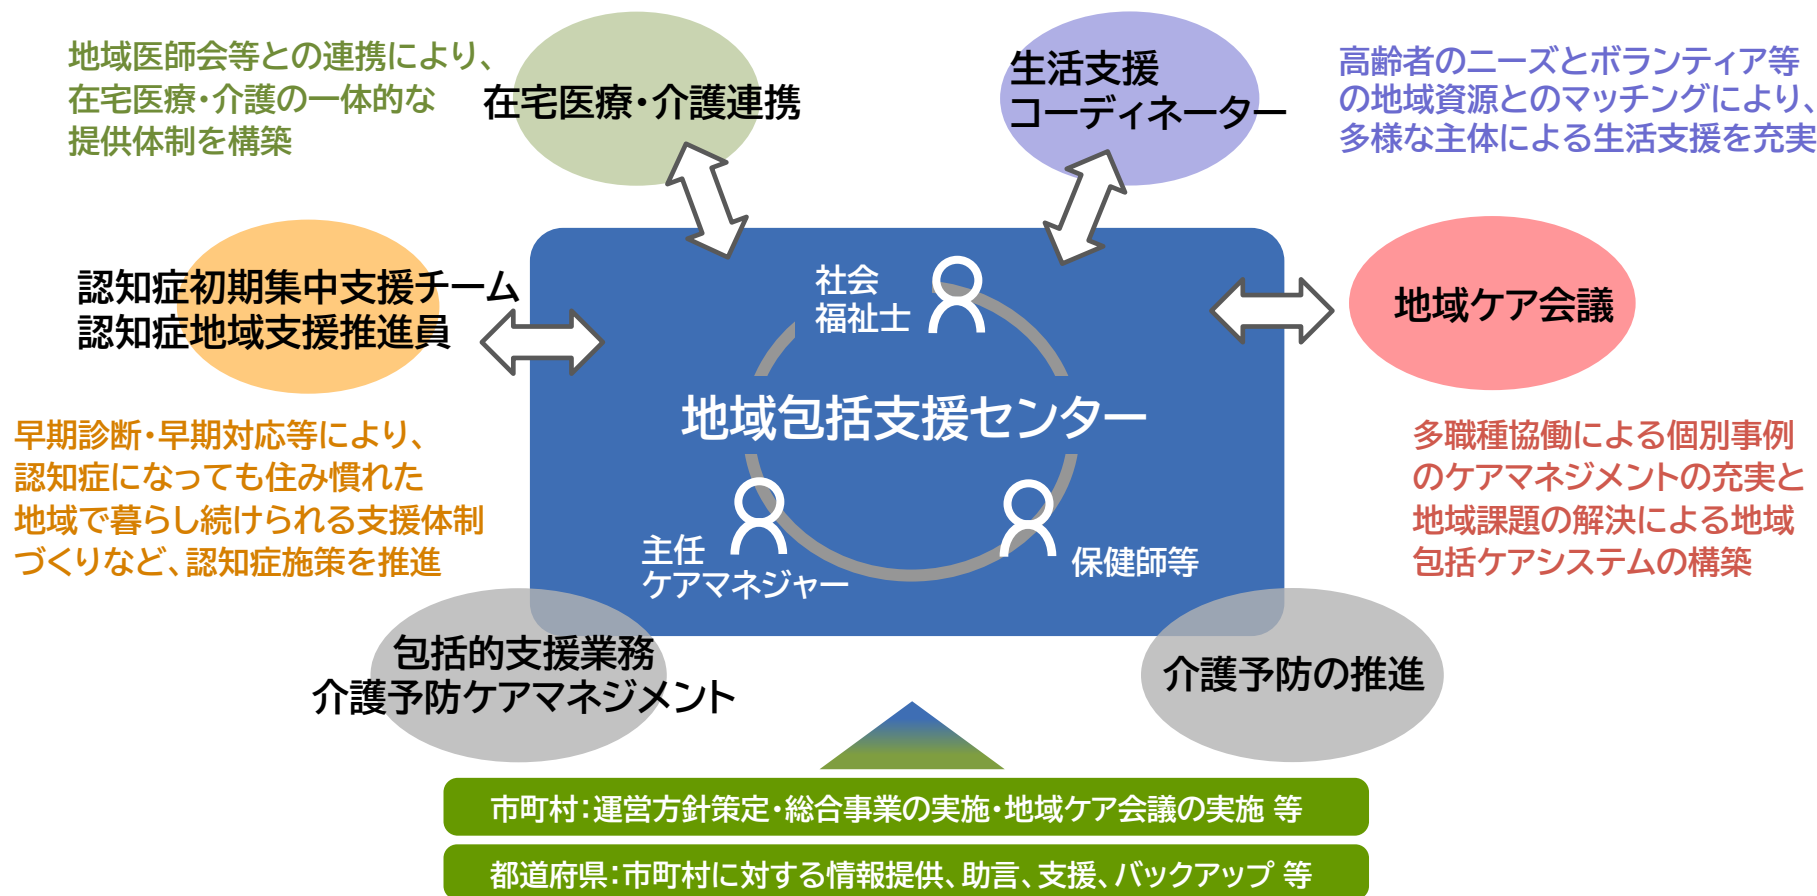 地域医師会等との連携により、
在宅医療・介護の一体的な
提供体制を構築
在宅医療・介護連携
生活支援
コーディネーター
高齢者のニーズとボランティア等
の地域資源とのマッチングにより、
多様な主体による生活支援を充実
認知症初期集中支援チーム
認知症地域支援推進員
社会
福祉士
地域ケア会議
地域包括支援センター
早期診断・早期対応等により、
認知症になっても住み慣れた
地域で暮らし続けられる支援体制
づくりなど、認知症施策を推進
多職種協働による個別事例
のケアマネジメントの充実と
地域課題の解決による地域
包括ケアシステムの構築
主任
ケアマネジャー
保健師等
包括的支援業務
介護予防ケアマネジメント
介護予防の推進
市町村：運営方針策定・総合事業の実施・地域ケア会議の実施 等
都道府県：市町村に対する情報提供、助言、支援、バックアップ 等